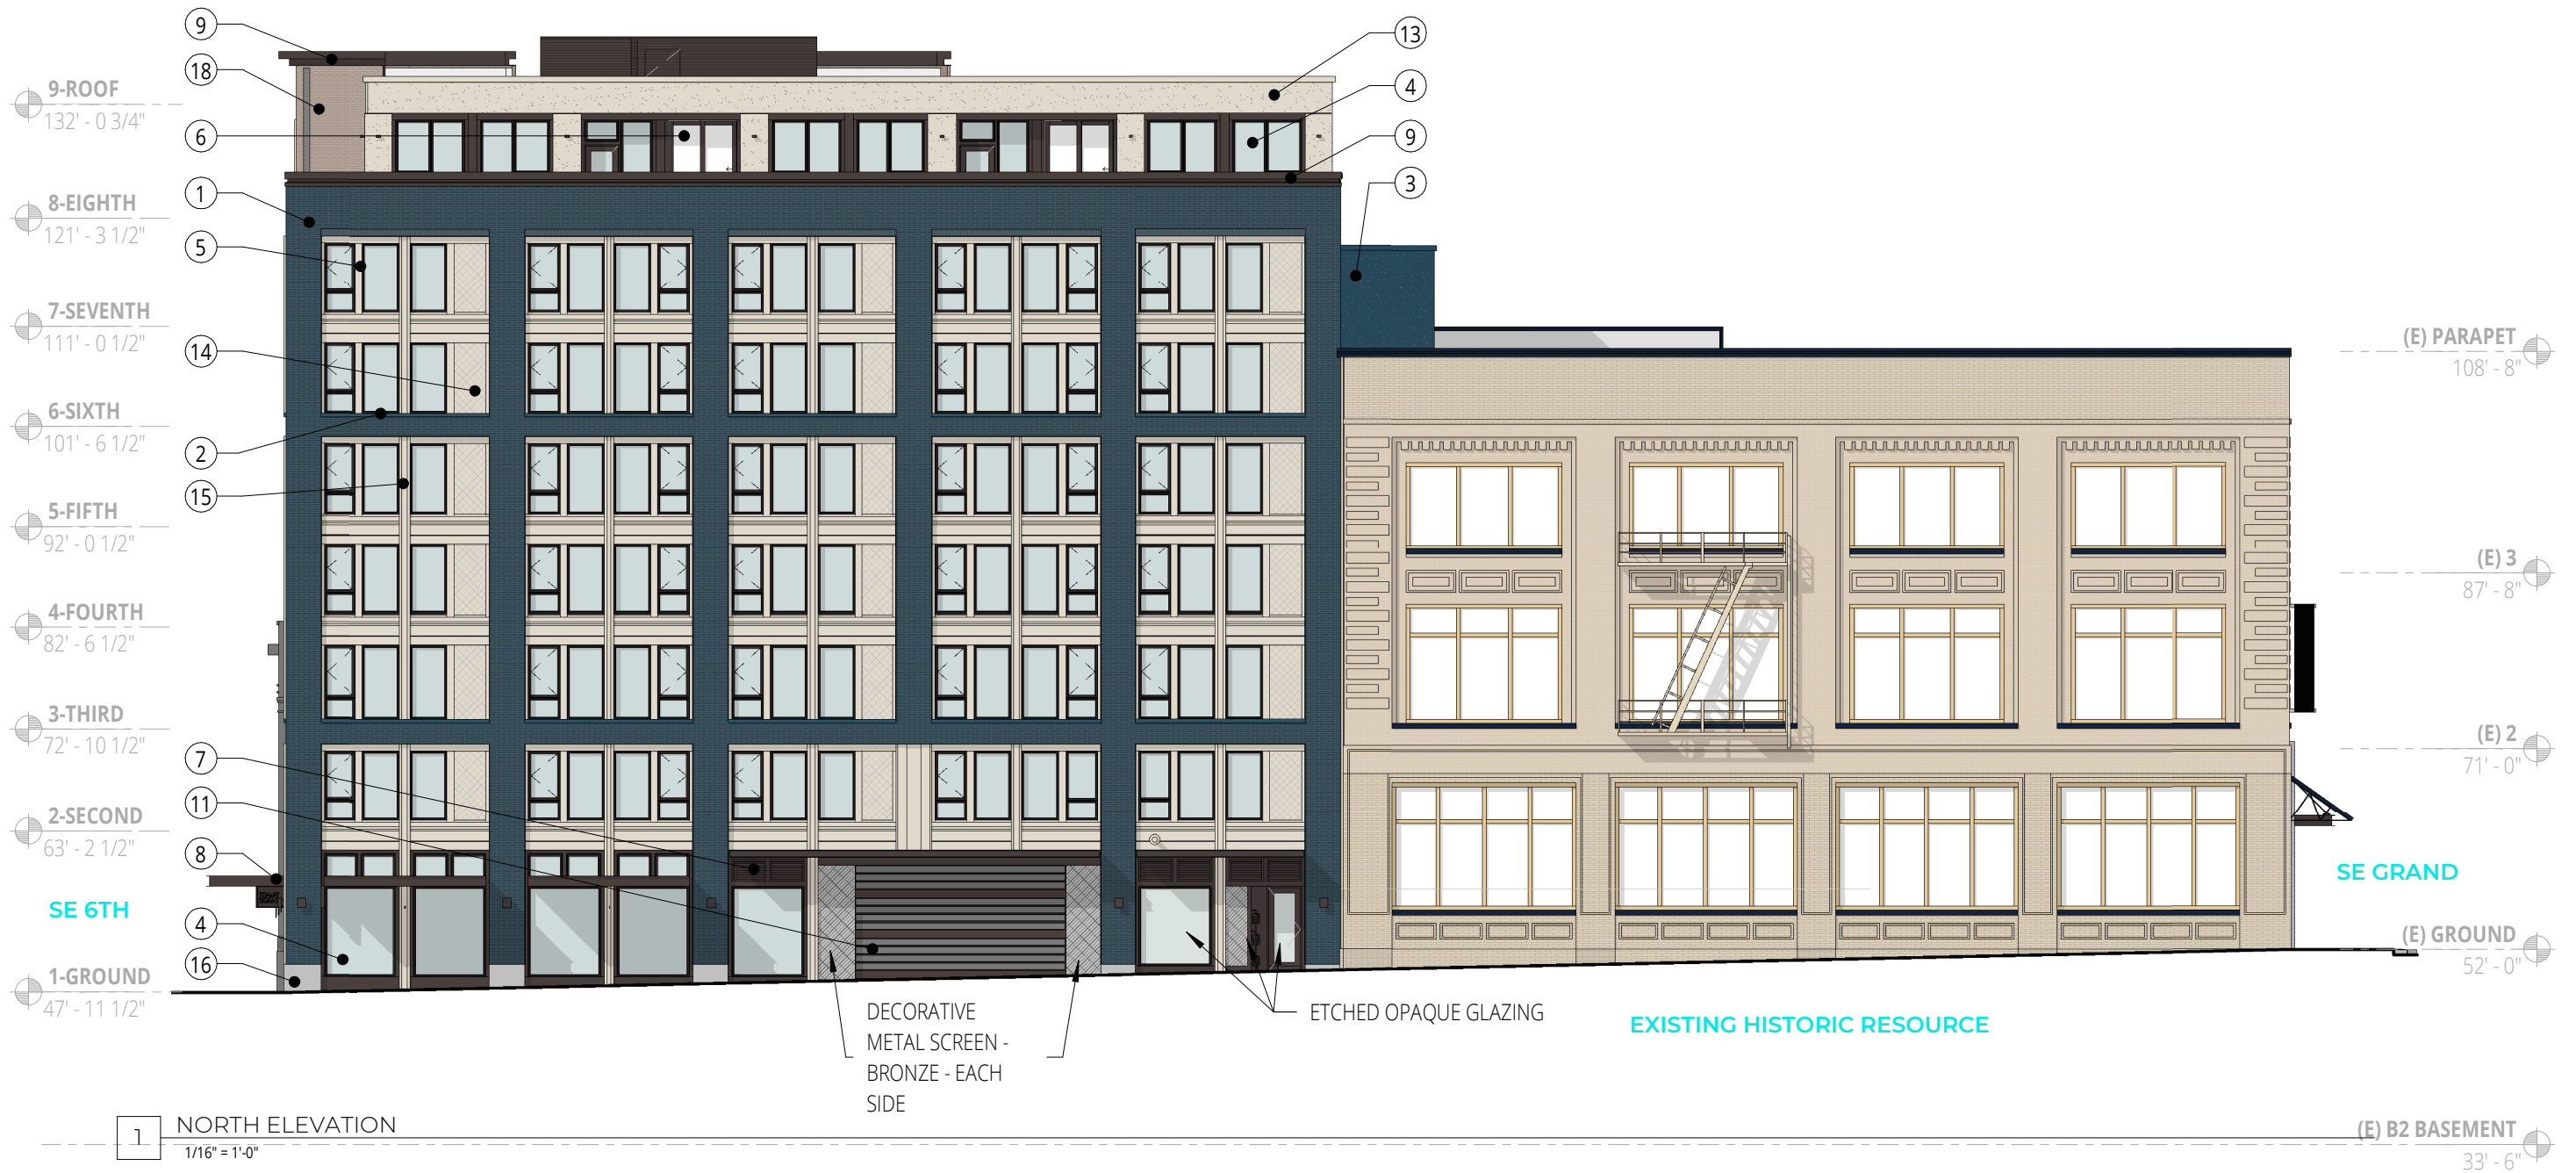 9
18
6
1
5
14
2
15
7
11
8
4
16
13
4
9
3
9-ROOF
132' - 0 3/4"
8-EIGHTH
121' - 3 1/2"
7-SEVENTH
111' - 0 1/2"
6-SIXTH
101' - 6 1/2"
5-FIFTH
92' - 0 1/2"
4-FOURTH
82' - 6 1/2"
3-THIRD
72' - 10 1/2"
2-SECOND
63' - 2 1/2"
SE 6TH
1-GROUND
47' - 11 1/2"
(E) PARAPET
108' - 8"
(E) 3
87' - 8"
(E) 2
71' - 0"
SE GRAND
(E) GROUND
52' - 0"
DECORATIVE
METAL SCREEN -
BRONZE - EACH
SIDE
ETCHED OPAQUE GLAZING
EXISTING HISTORIC RESOURCE
1
NORTH ELEVATION
1/16" = 1'-0"
(E) B2 BASEMENT
33' - 6"